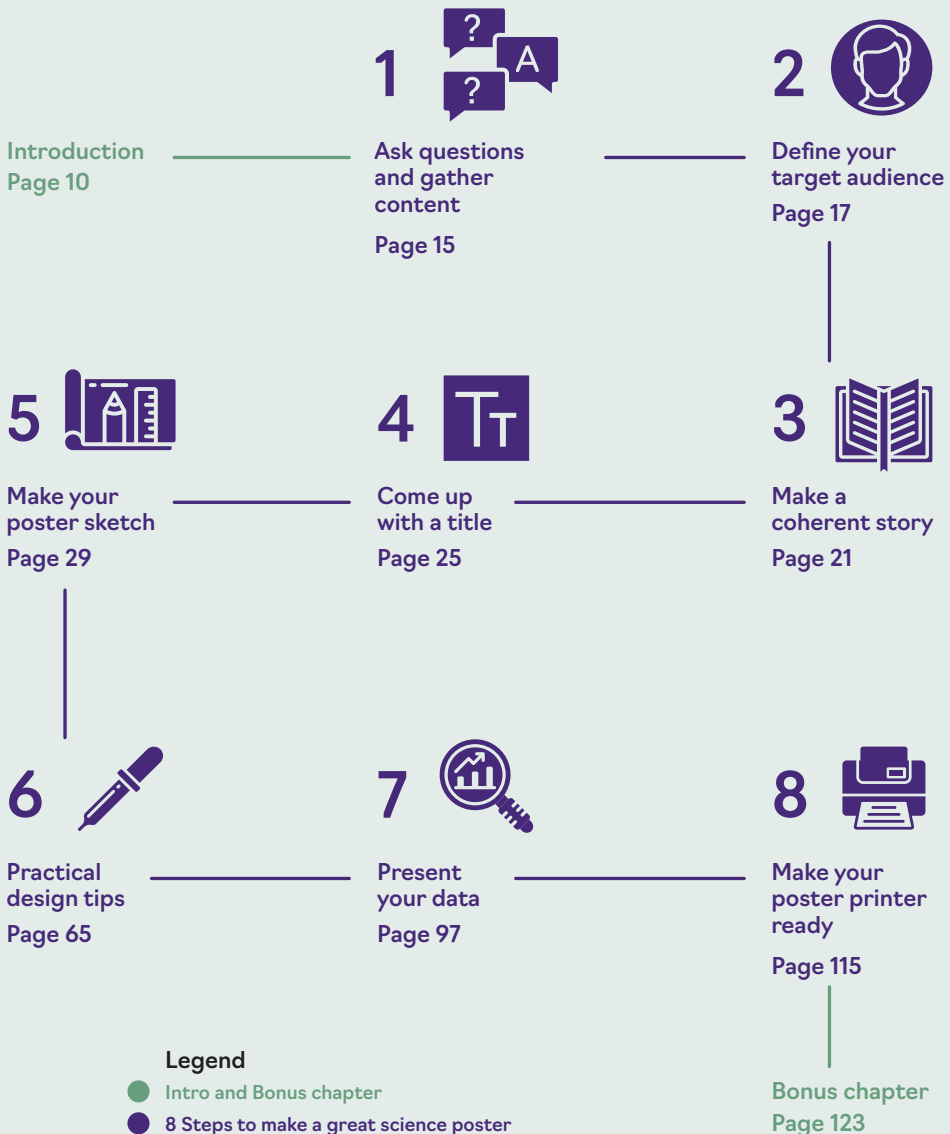 Introduction
Page 10
1
?
A
?
Ask questions
and gather
content
Page 15
2
Define your
target audience
Page 17
3
Make a
coherent story
Page 21
4
TT
Come up
with a title
Page 25
5
Make your
poster sketch
Page 29
6
Practical
design tips
Page 65
7
Present
your data
Page 97
8
Make your
poster printer
ready
Page 115
Bonus chapter
Page 123
Legend
Intro and Bonus chapter
8 Steps to make a great science poster